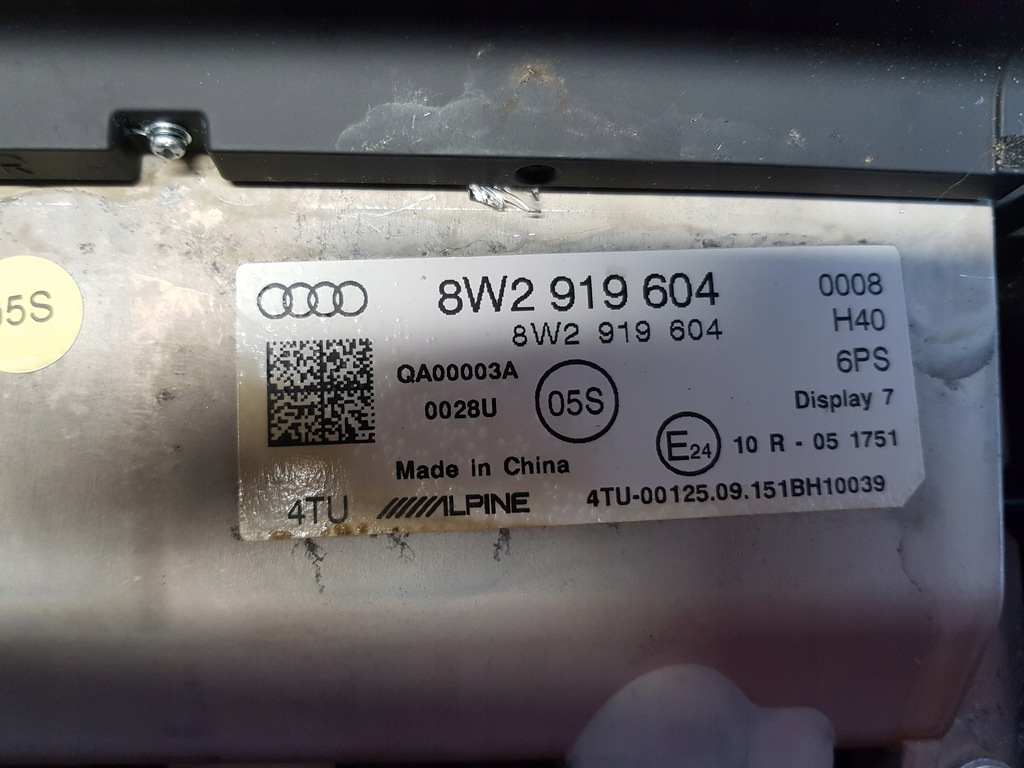 8W2 919 604
8W2 919 604
0008
H40
6PS
Display 7
QA00003A
0028U
05S
E24
10 R - 05 1751
Made in China
4TU
ALPINE
4TU-00125.09.151BH10039
05S
R